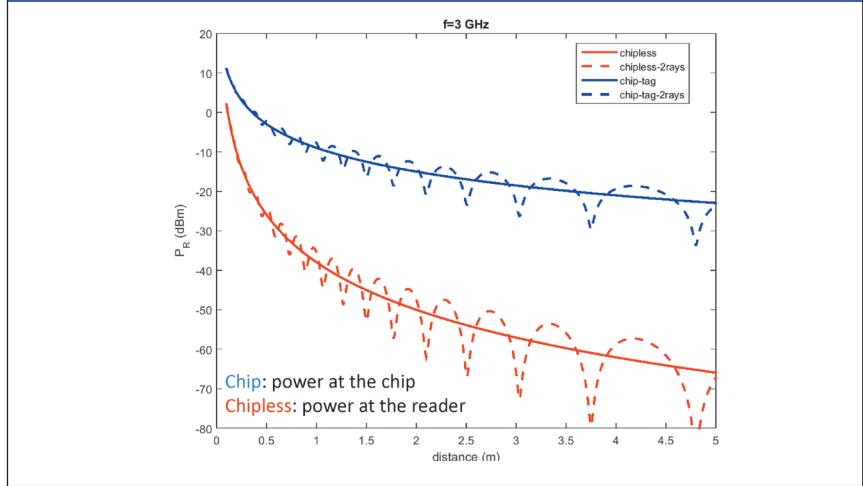 f=3 GHz
20
10
0
-10
-20
-30
-40
-50
-60
-70
-80
P_R (dBm)
chipless
chipless-2rays
chip-tag
chip-tag-2rays
Chip: power at the chip
Chipless: power at the reader
0 0.5 1 1.5 2 2.5 3 3.5 4 4.5 5
distance (m)